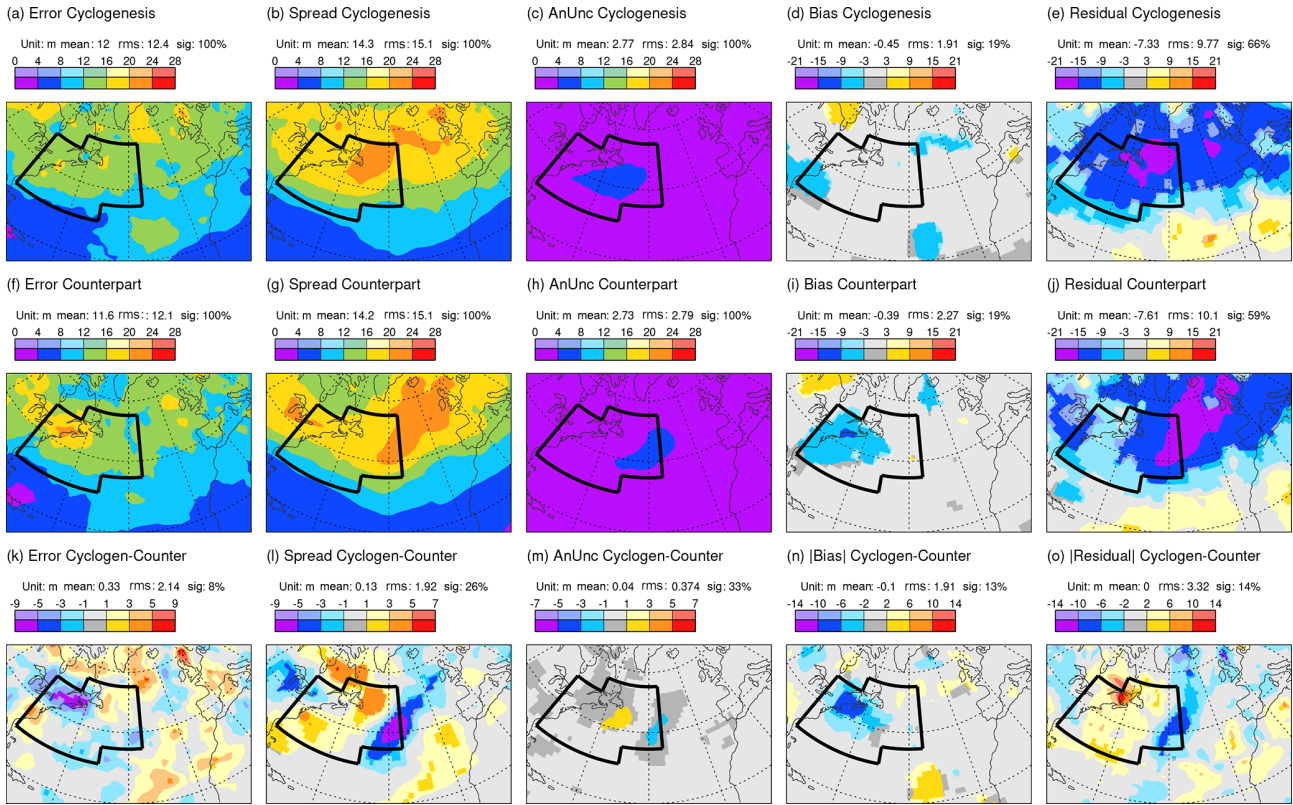 (a) Error Cyclogenesis
Unit: m mean: 12 rms: 12.4 sig: 100%
0 4 8 12 16 20 24 28
(b) Spread Cyclogenesis
Unit: m mean: 14.3 rms: 15.1 sig: 100%
0 4 8 12 16 20 24 28
(c) AnUnc Cyclogenesis
Unit: m mean: 2.77 rms: 2.84 sig: 100%
0 4 8 12 16 20 24 28
(d) Bias Cyclogenesis
Unit: m mean: -0.45 rms: 1.91 sig: 19%
-21 -15 -9 -3 3 9 15 21
(e) Residual Cyclogenesis
Unit: m mean: -7.33 rms: 9.77 sig: 66%
-21 -15 -9 -3 3 9 15 21
(f) Error Counterpart
Unit: m mean: 11.6 rms:: 12.1 sig: 100%
0 4 8 12 16 20 24 28
(g) Spread Counterpart
Unit: m mean: 14.2 rms: 15.1 sig: 100%
0 4 8 12 16 20 24 28
(h) AnUnc Counterpart
Unit: m mean: 2.73 rms: 2.79 sig: 100%
0 4 8 12 16 20 24 28
(i) Bias Counterpart
Unit: m mean: -0.39 rms: 2.27 sig: 19%
-21 -15 -9 -3 3 9 15 21
(j) Residual Counterpart
Unit: m mean: -7.61 rms: 10.1 sig: 59%
-21 -15 -9 -3 3 9 15 21
(k) Error Cyclogen-Counter
Unit: m mean: 0.33 rms: 2.14 sig: 8%
-9 -5 -3 -1 1 3 5 9
(l) Spread Cyclogen-Counter
Unit: m mean: 0.13 rms: 1.92 sig: 26%
-9 -5 -3 -1 1 3 5 7
(m) AnUnc Cyclogen-Counter
Unit: m mean: 0.04 rms: 0.374 sig: 33%
-7 -5 -3 -1 1 3 5 7
(n) |Bias| Cyclogen-Counter
Unit: m mean: -0.1 rms: 1.91 sig: 13%
-14 -10 -6 -2 2 6 10 14
(o) |Residual| Cyclogen-Counter
Unit: m mean: 0 rms: 3.32 sig: 14%
-14 -10 -6 -2 2 6 10 14